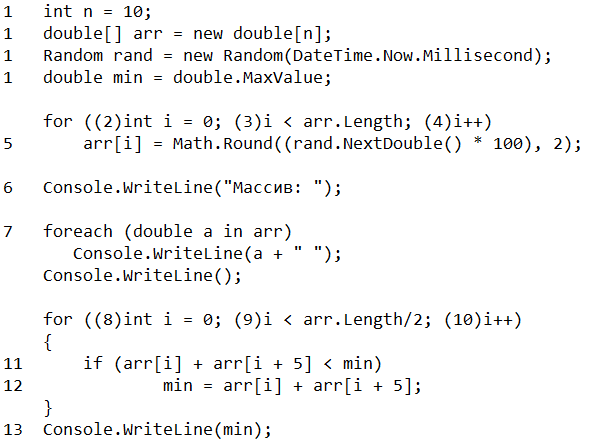 1 int n = 10;
1 double[] arr = new double[n];
1 Random rand = new Random(DateTime.Now.Millisecond);
1 double min = double.MaxValue;
for ((2)int i = 0; (3)i < arr.Length; (4)i++)
5 arr[i] = Math.Round((rand.NextDouble() * 100), 2);
6 Console.WriteLine("Массив: ");
7 foreach (double a in arr)
Console.WriteLine(a + " ");
Console.WriteLine();
for ((8)int i = 0; (9)i < arr.Length/2; (10)i++)
{
11 if (arr[i] + arr[i + 5] < min)
12 min = arr[i] + arr[i + 5];
}
13 Console.WriteLine(min);